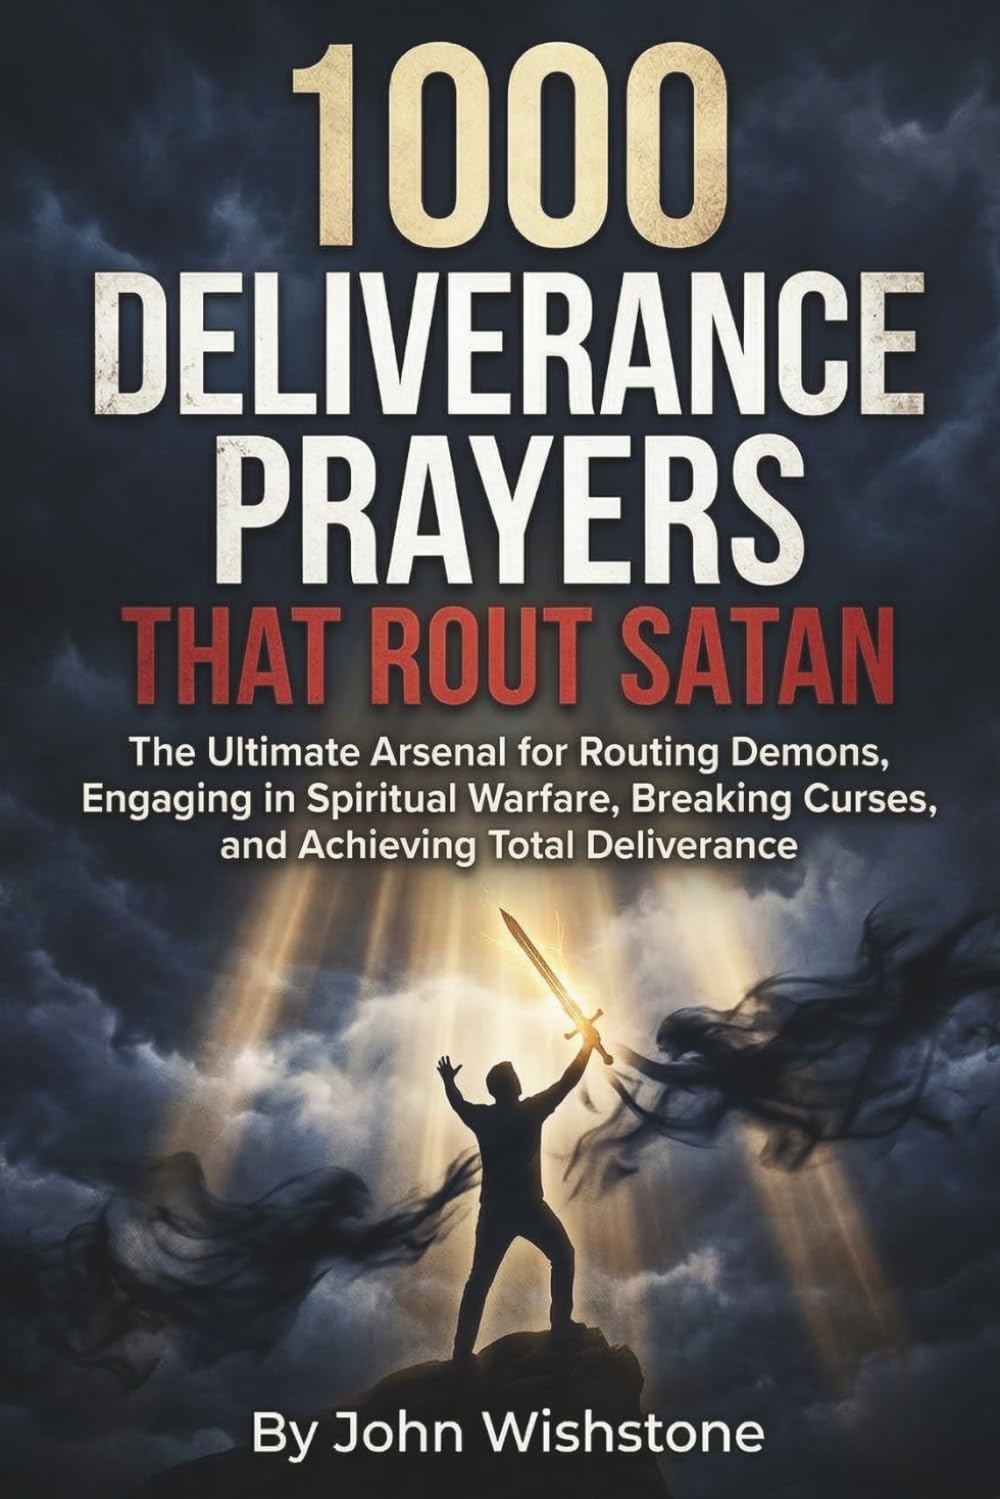 1000
DELIVERANCE
PRAYERS
THAT ROUT SATAN
The Ultimate Arsenal for Routing Demons,
Engaging in Spiritual Warfare, Breaking Curses,
and Achieving Total Deliverance
By John Wishstone